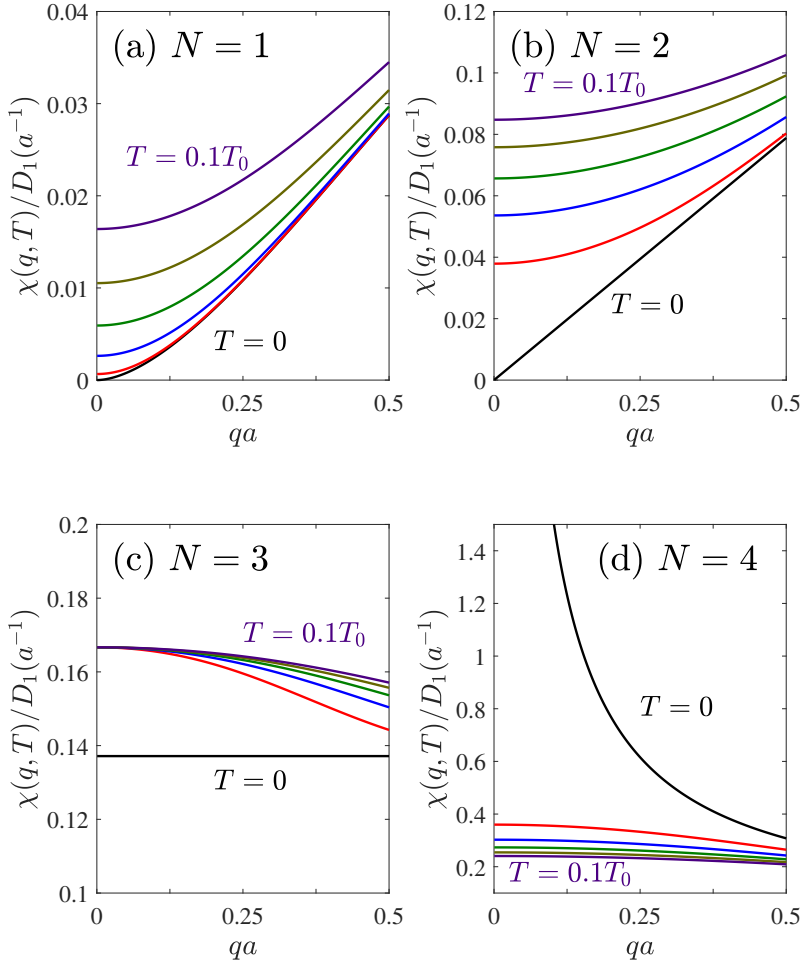 (a) N = 1
0.04
0.03
0.02
0.01
0
χ(q, T)/D₁(a⁻¹)
T = 0.1T₀
T = 0
0 0.25 0.5
qa
(b) N = 2
0.12
0.1
0.08
0.06
0.04
0.02
0
χ(q, T)/D₁(a⁻¹)
T = 0.1T₀
T = 0
0 0.25 0.5
qa
(c) N = 3
0.2
0.18
0.16
0.14
0.12
0.1
χ(q, T)/D₁(a⁻¹)
T = 0.1T₀
T = 0
0 0.25 0.5
qa
(d) N = 4
1.4
1.2
1
0.8
0.6
0.4
0.2
χ(q, T)/D₁(a⁻¹)
T = 0
T = 0.1T₀
0 0.25 0.5
qa